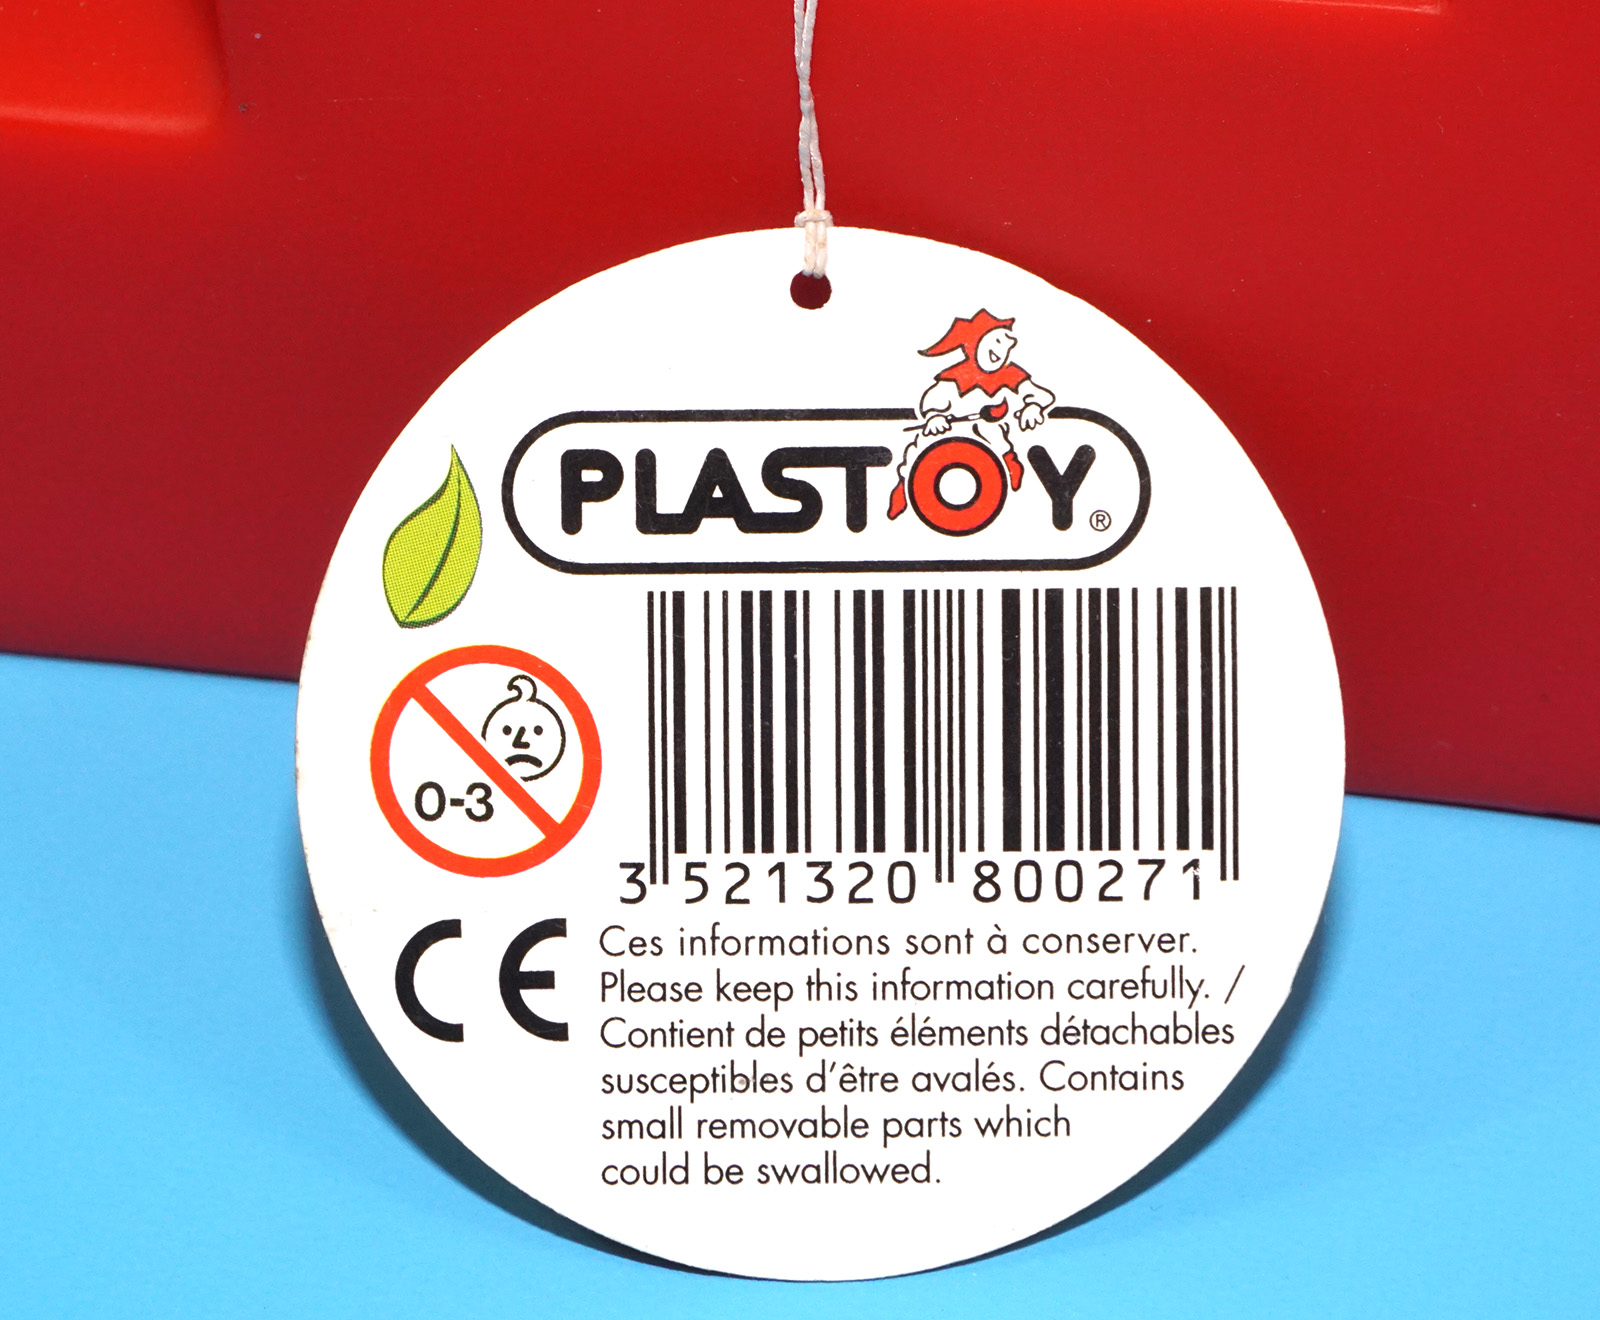 PLASTOY®
0-3
3 521320 800271
CE
Ces informations sont à conserver.
Please keep this information carefully. /
Contient de petits éléments détachables
susceptibles d'être avalés. Contains
small removable parts which
could be swallowed.